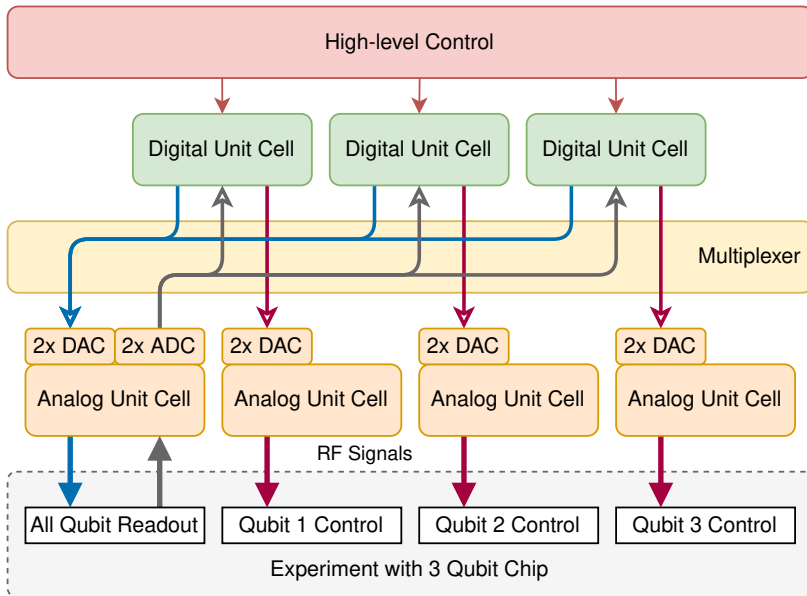 High-level Control
Digital Unit Cell
Digital Unit Cell
Digital Unit Cell
Multiplexer
2x DAC
2x ADC
2x DAC
2x DAC
2x DAC
Analog Unit Cell
Analog Unit Cell
Analog Unit Cell
Analog Unit Cell
RF Signals
All Qubit Readout
Qubit 1 Control
Qubit 2 Control
Qubit 3 Control
Experiment with 3 Qubit Chip